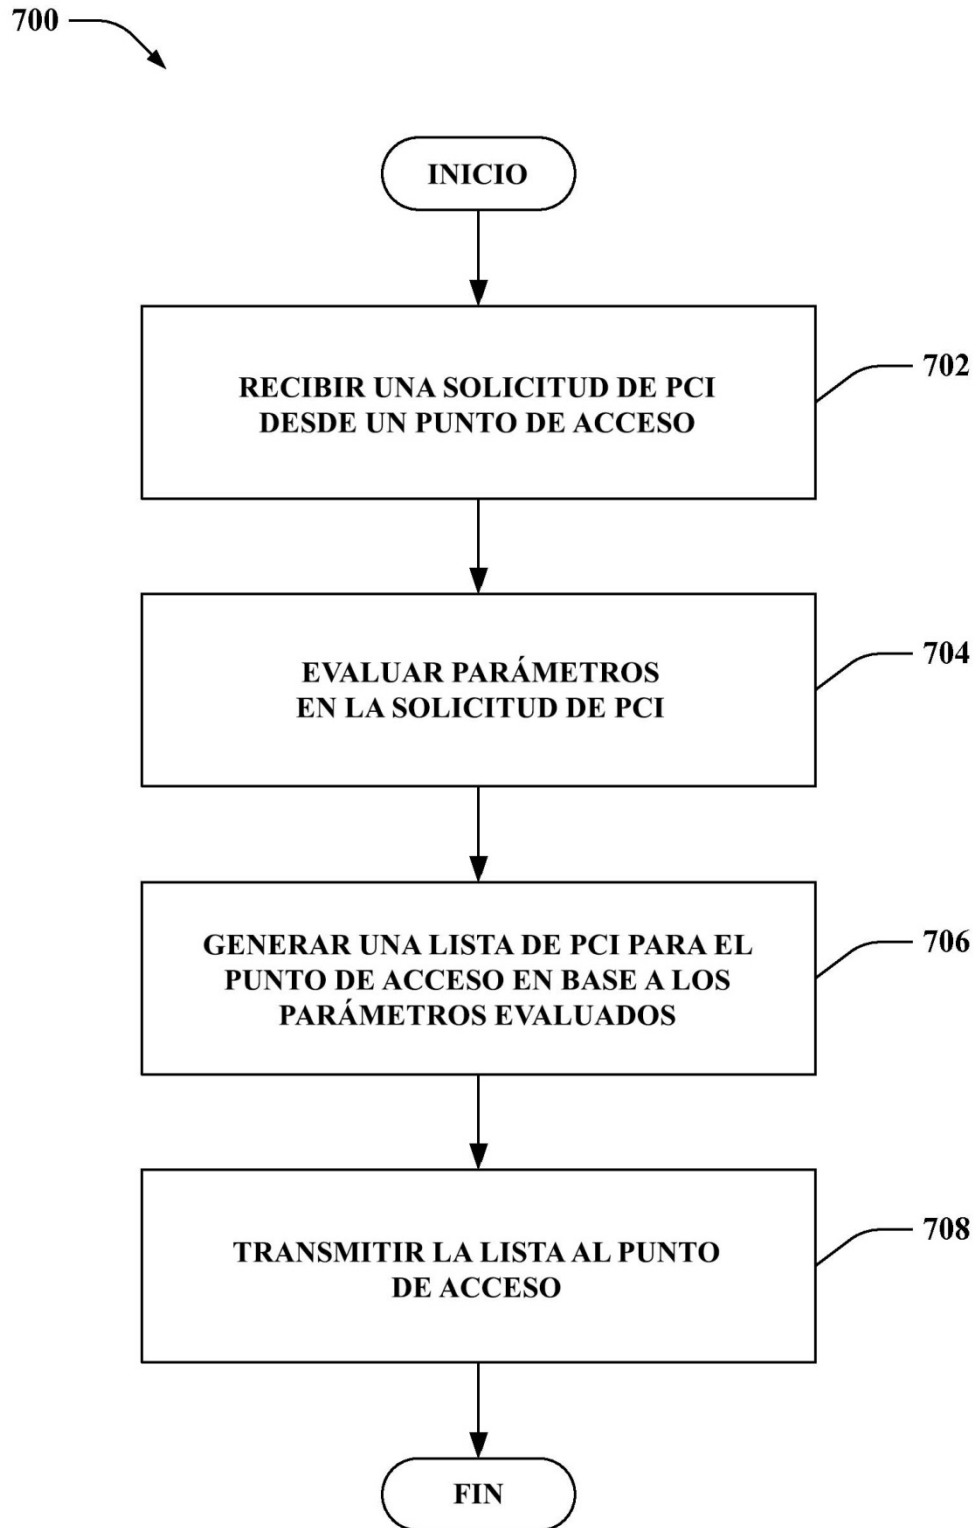 700
INICIO
RECIBIR UNA SOLICITUD DE PCI
DESDE UN PUNTO DE ACCESO
702
EVALUAR PARÁMETROS
EN LA SOLICITUD DE PCI
704
GENERAR UNA LISTA DE PCI PARA EL
PUNTO DE ACCESO EN BASE A LOS
PARÁMETROS EVALUADOS
706
TRANSMITIR LA LISTA AL PUNTO
DE ACCESO
708
FIN